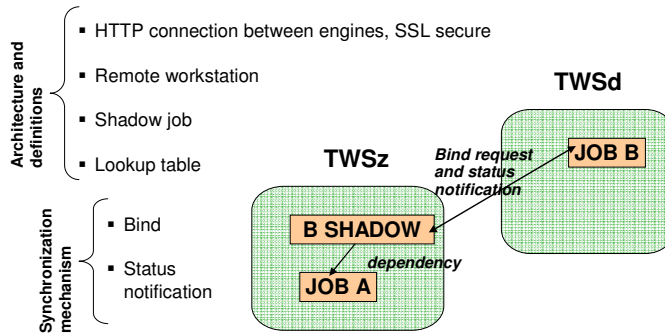 Architecture and
definitions
▪ HTTP connection between engines, SSL secure
▪ Remote workstation
▪ Shadow job
▪ Lookup table
Synchronization
mechanism
▪ Bind
▪ Status
notification
TWSz
TWSd
Bind request
and status
notification
JOB B
B SHADOW
dependency
JOB A